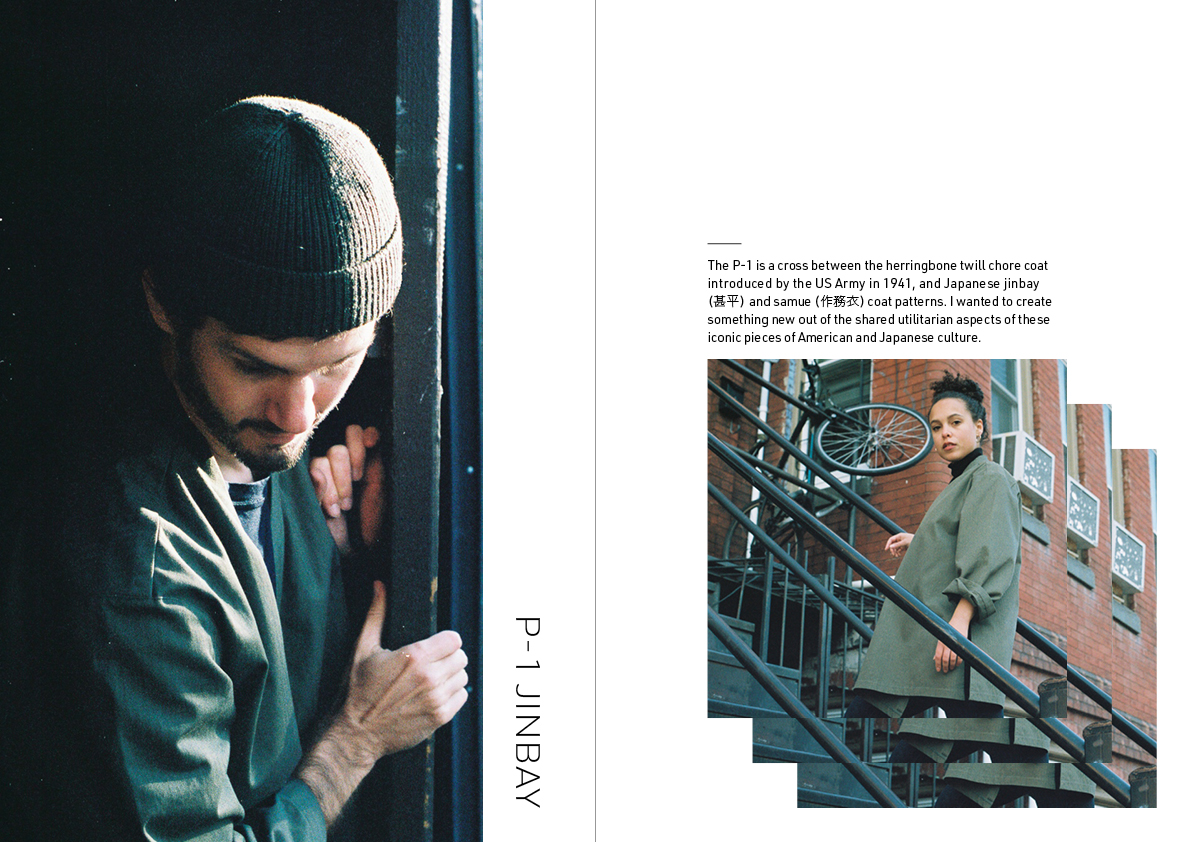 P-1 JINBAY
The P-1 is a cross between the herringbone twill chore coat
introduced by the US Army in 1941, and Japanese jinbay
(甚平) and samue (作務衣) coat patterns. I wanted to create
something new out of the shared utilitarian aspects of these
iconic pieces of American and Japanese culture.